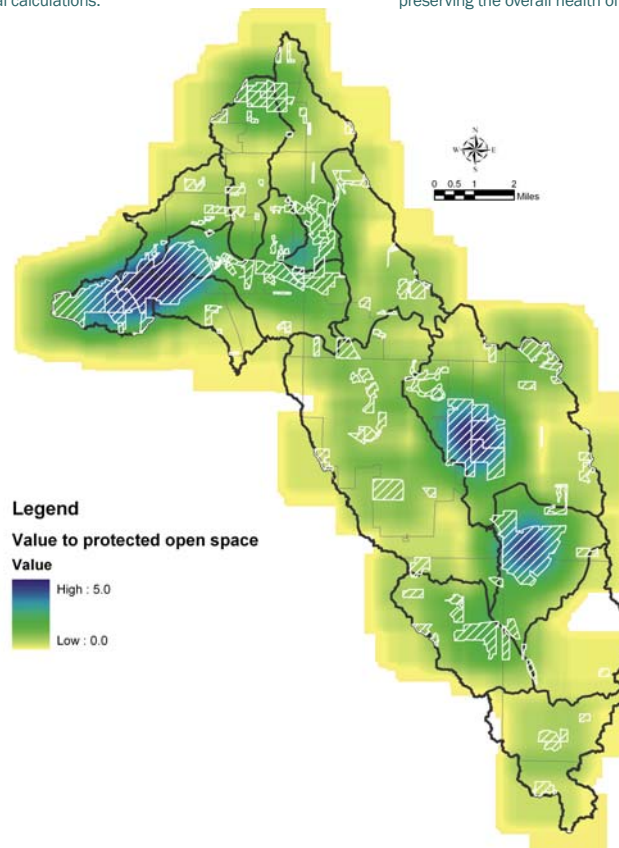 al calculations.
preserving the overall health of
N
W E
S
0 0.5 1 2
Miles
Legend
Value to protected open space
Value
High : 5.0
Low : 0.0